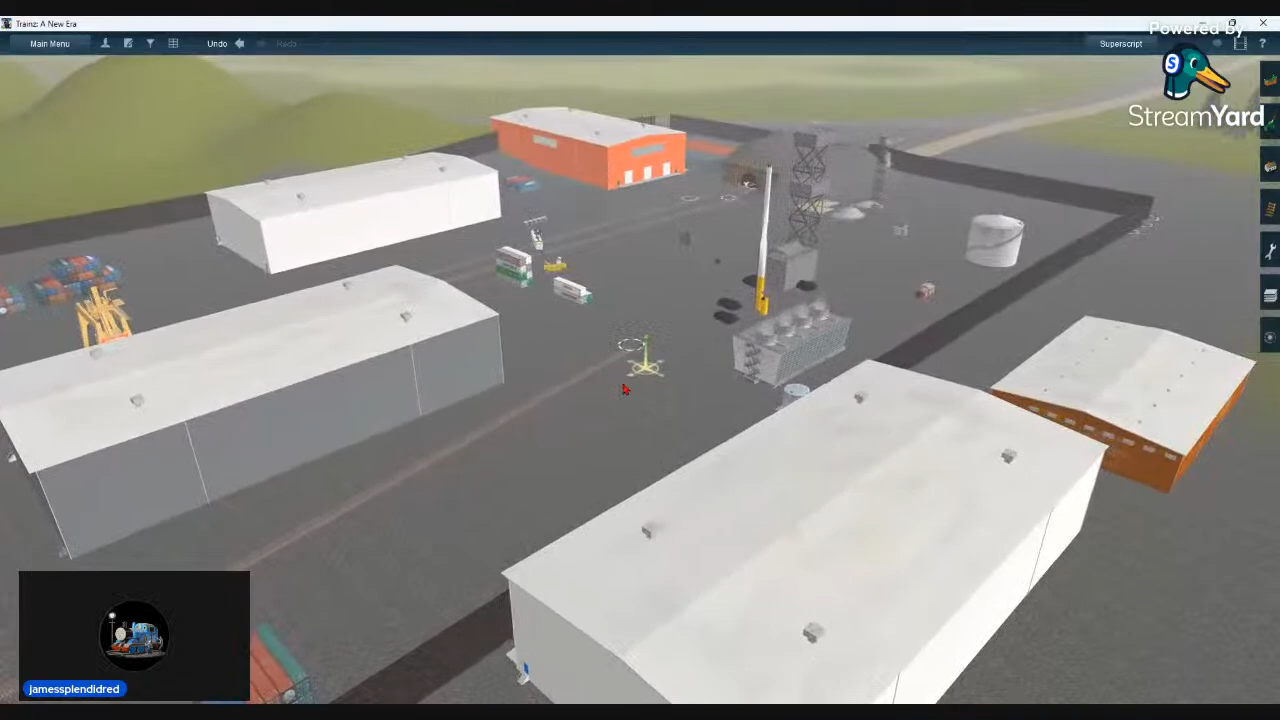 Trainz: A New Era
Powered by
Main Menu
Undo
Redo
Superscript
?
S
StreamYard
jamessplendidred